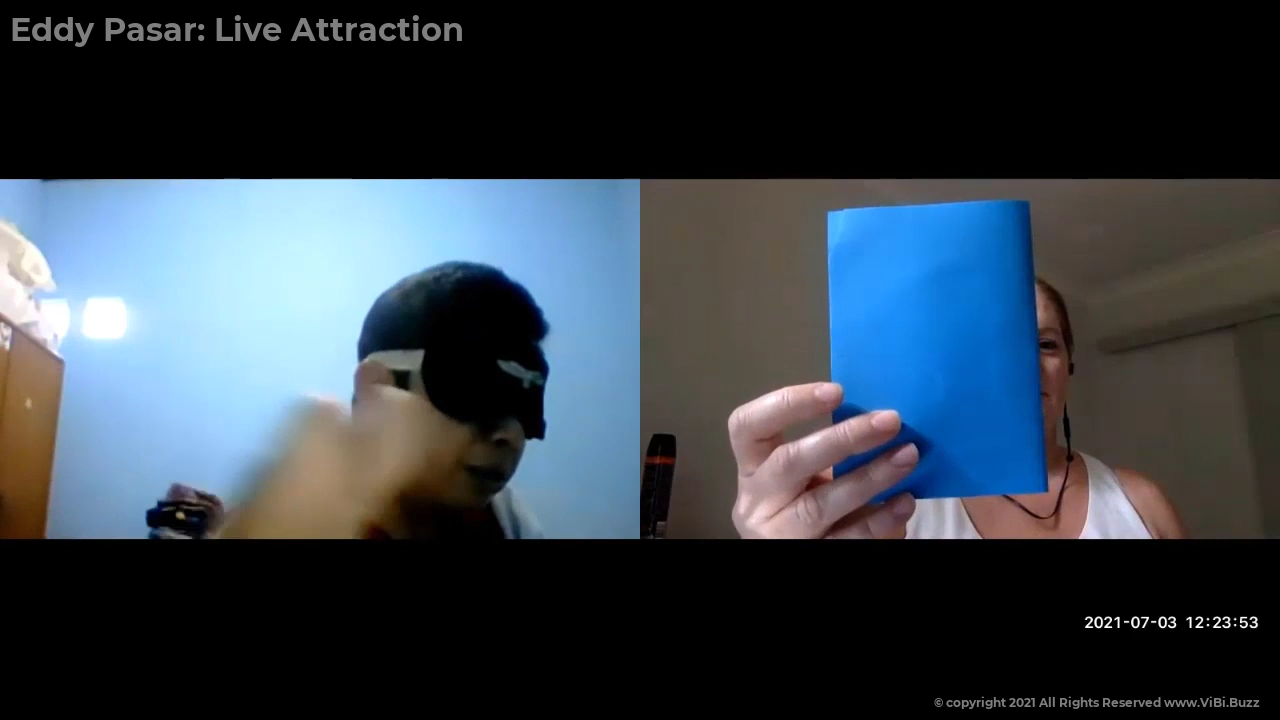 Eddy Pasar: Live Attraction
2021-07-03 12:23:53
© copyright 2021 All Rights Reserved www.ViBi.Buzz